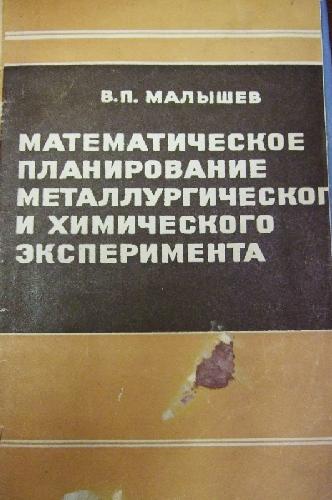 В.П. МАЛЫШЕВ
МАТЕМАТИЧЕСКОЕ
ПЛАНИРОВАНИЕ
МЕТАЛЛУРГИЧЕСКОГ
И ХИМИЧЕСКОГО
ЭКСПЕРИМЕНТА